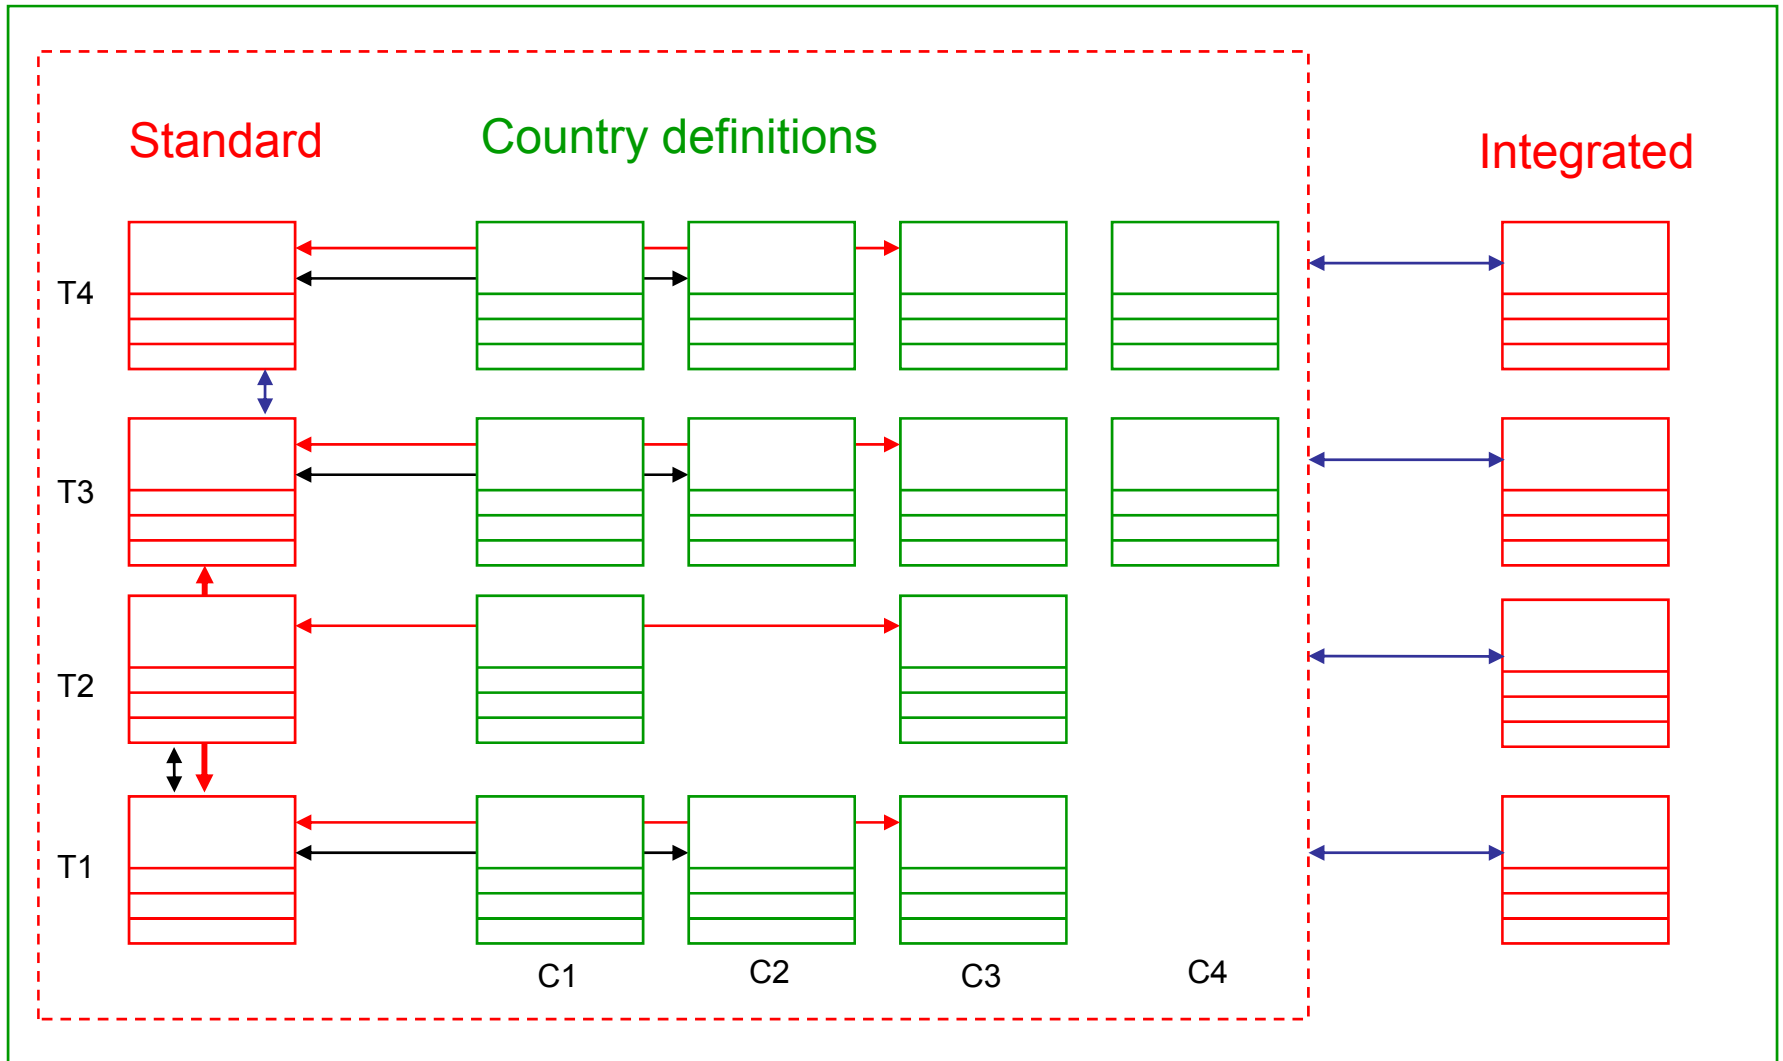 Standard
Country definitions
Integrated
T4
T3
T2
T1
C1
C2
C3
C4